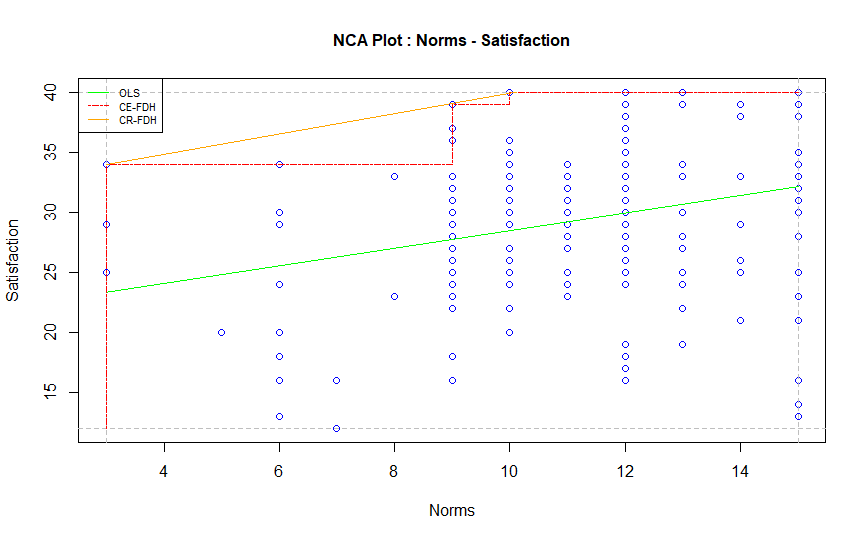 NCA Plot : Norms - Satisfaction
OLS
CE-FDH
CR-FDH
40
35
30
25
20
15
Satisfaction
4 6 8 10 12 14
Norms